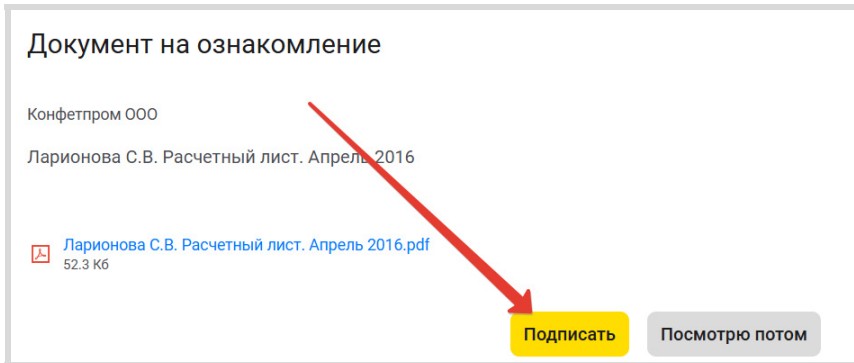 Документ на ознакомление
Конфетпром ООО
Ларионова С.В. Расчетный лист. Апрель 2016
Ларионова С.В. Расчетный лист. Апрель 2016.pdf
52.3 Кб
Подписать
Посмотрю потом